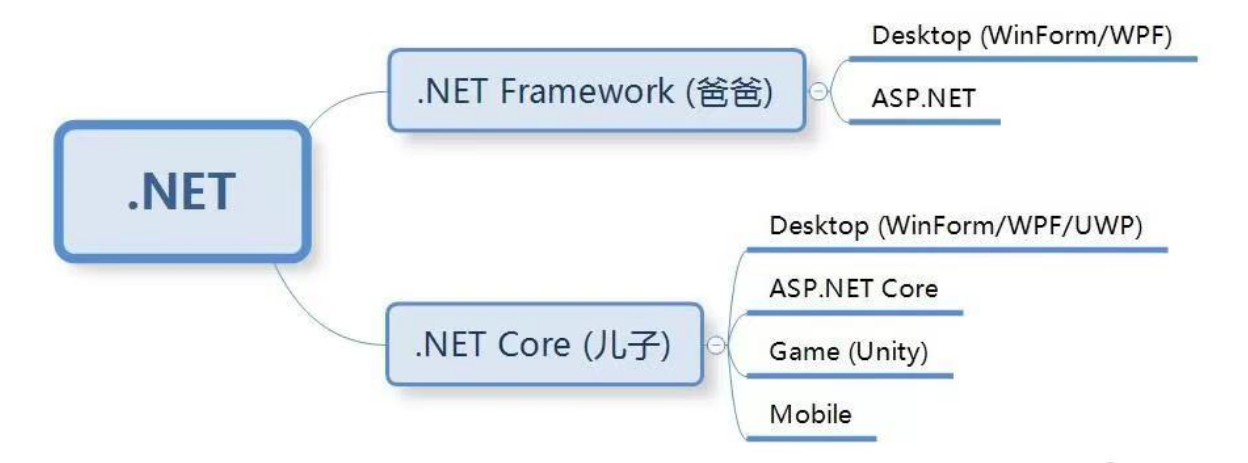 .NET
.NET Framework (爸爸)
Desktop (WinForm/WPF)
ASP.NET
.NET Core (儿子)
Desktop (WinForm/WPF/UWP)
ASP.NET Core
Game (Unity)
Mobile